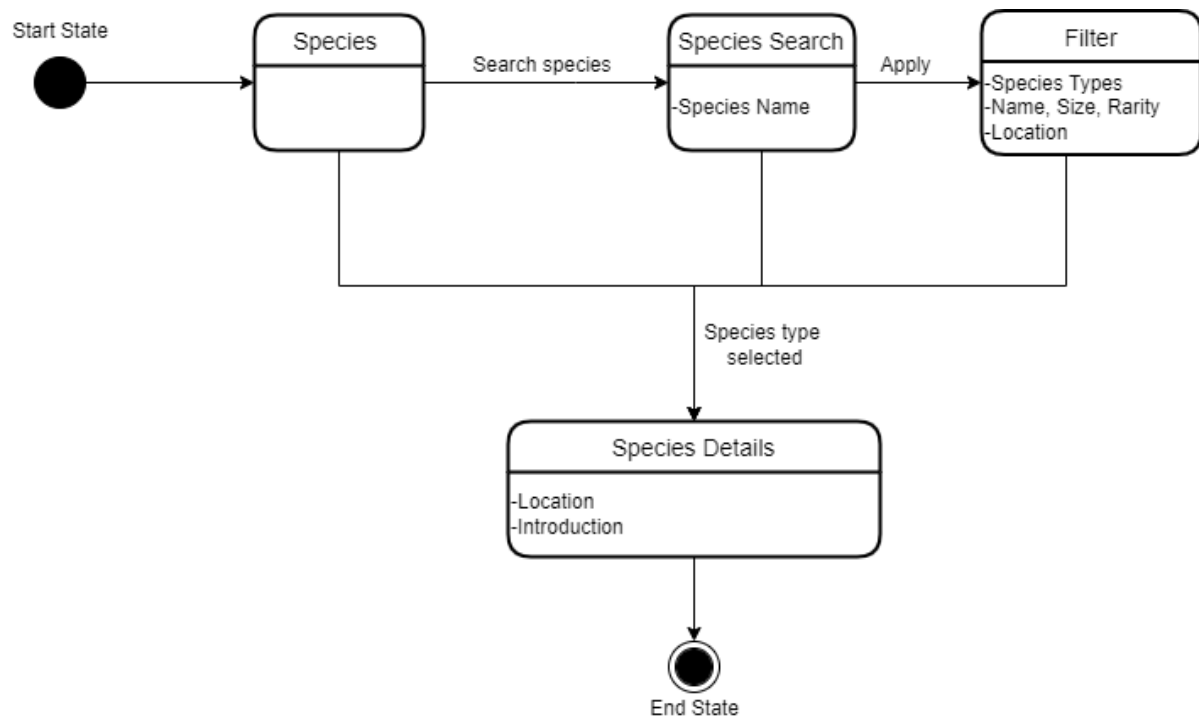 Start State
Species
Search species
Species Search
-Species Name
Apply
Filter
-Species Types
-Name, Size, Rarity
-Location
Species type
selected
Species Details
-Location
-Introduction
End State